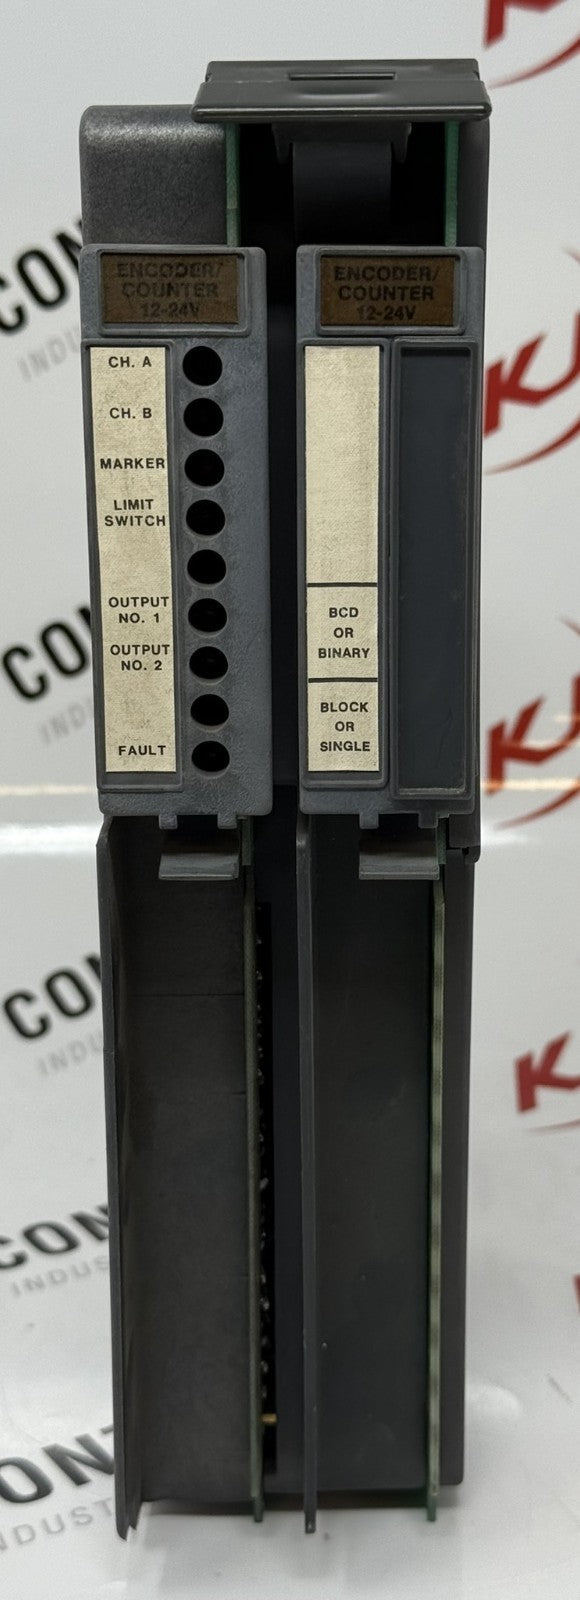 ENCODER/
COUNTER
12-24V
CH. A
CH. B
MARKER
LIMIT
SWITCH
OUTPUT
NO. 1
OUTPUT
NO. 2
FAULT
ENCODER/
COUNTER
12-24V
BCD
OR
BINARY
BLOCK
OR
SINGLE